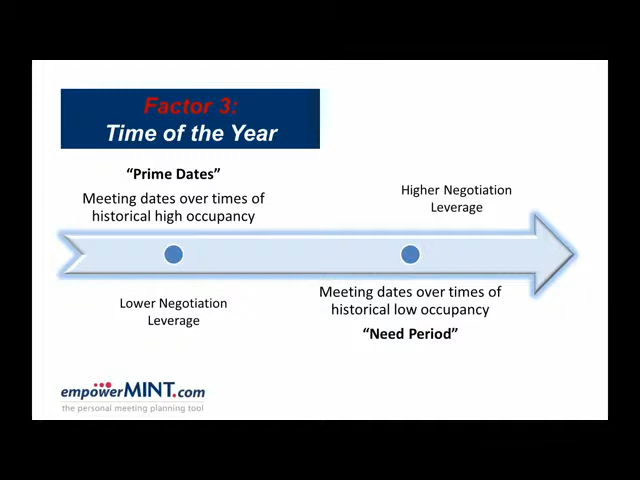 Factor 3:
Time of the Year
“Prime Dates”
Meeting dates over times of
historical high occupancy
Higher Negotiation
Leverage
Lower Negotiation
Leverage
Meeting dates over times of
historical low occupancy
“Need Period”
empowerMINT.com
the personal meeting planning tool